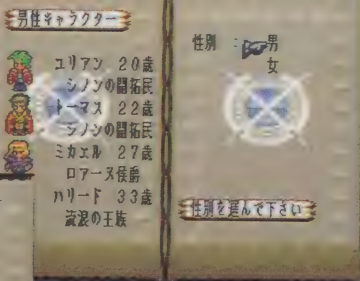 男性キャラクター
ユリアン 20歳
シノンの開拓民
トーマス 22歳
シノンの開拓民
ミカエル 27歳
ロアーヌ侯爵
ハリード 33歳
流浪の王族
性別 : 男
女
性別を選んで下さい